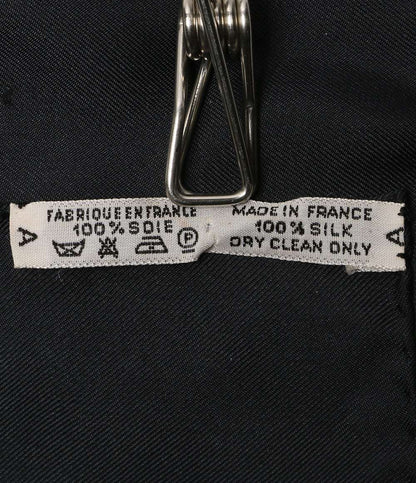 FABRIQUE EN FRANCE
100% SOIE
P
MADE IN FRANCE
100% SILK
DRY CLEAN ONLY
A
A